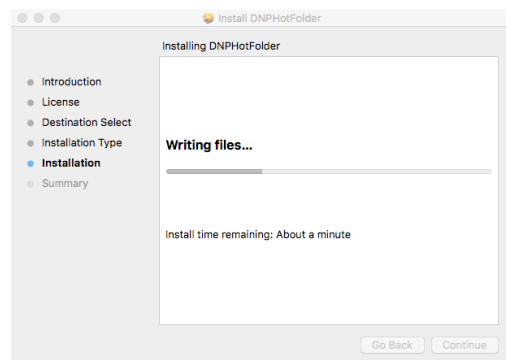 Install DNPHotFolder
Installing DNPHotFolder
Introduction
License
Destination Select
Installation Type
Installation
Summary
Writing files...
Install time remaining: About a minute
Go Back
Continue